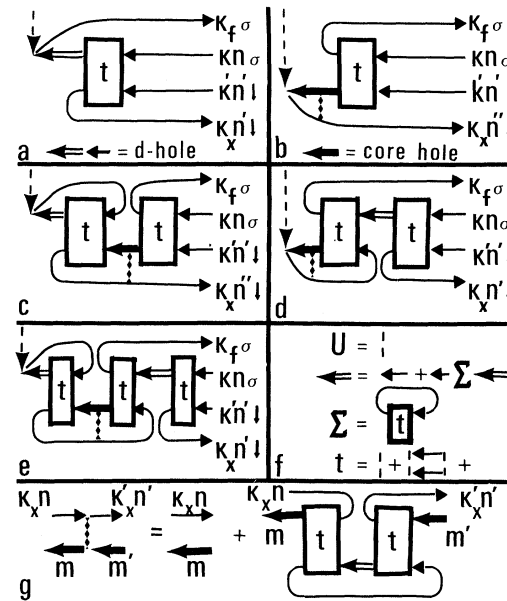 κfσ
t
κnσ
κ'n'↓
κxn'↓
a
= d-hole
κfσ
t
κnσ
k'n'
κxn''↓
b
= core hole
κfσ
t
t
κnσ
κ'n'↓
κxn''↓
c
κfσ
t
t
κnσ
κ'n'↓
κxn'↓
d
κfσ
t
t
t
κnσ
κ'n'↓
κxn'↓
e
U =
= + Σ
Σ = t
t = + +
f
κxn κ'xn' κxn κxn κ'xn'
= + t t
m m' m m m'
g